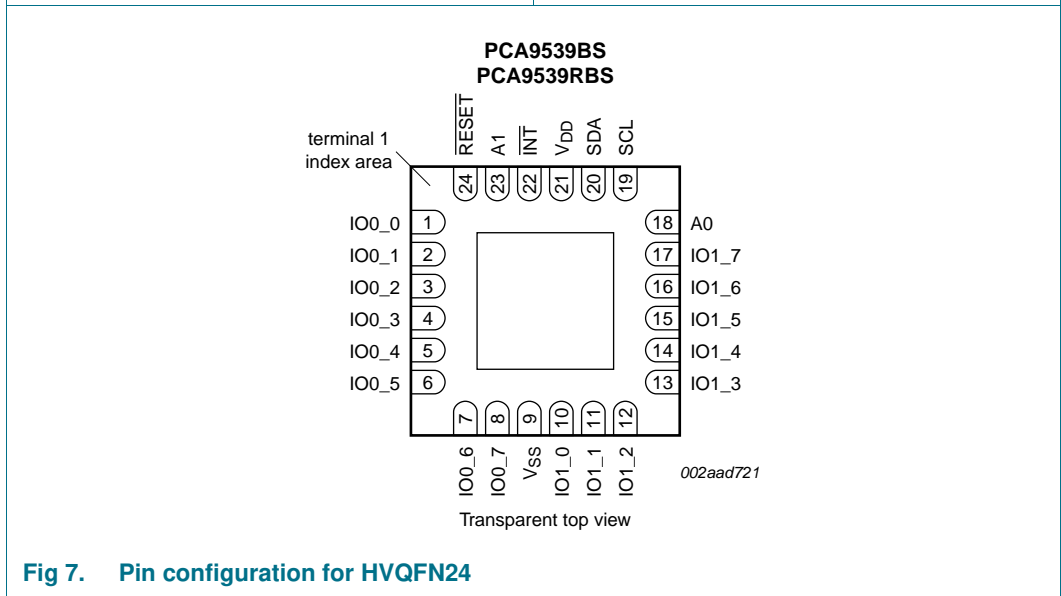 PCA9539BS
PCA9539RBS
terminal 1
index area
RESET
A1
INT
VDD
SDA
SCL
24
23
22
21
20
19
IO0_0 1
IO0_1 2
IO0_2 3
IO0_3 4
IO0_4 5
IO0_5 6
18 A0
17 IO1_7
16 IO1_6
15 IO1_5
14 IO1_4
13 IO1_3
7
8
9
10
11
12
IO0_6
IO0_7
VSS
IO1_0
IO1_1
IO1_2
002aad721
Transparent top view
Fig 7. Pin configuration for HVQFN24